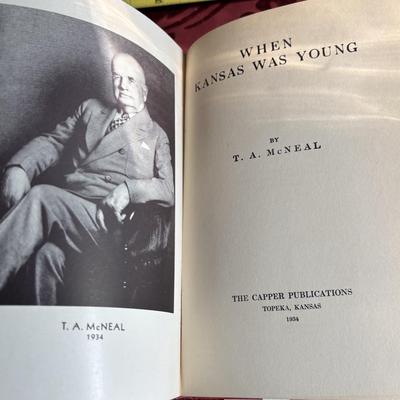 T. A. McNEAL
1934
WHEN
KANSAS WAS YOUNG
BY
T. A. McNEAL
THE CAPPER PUBLICATIONS
TOPEKA, KANSAS
1934